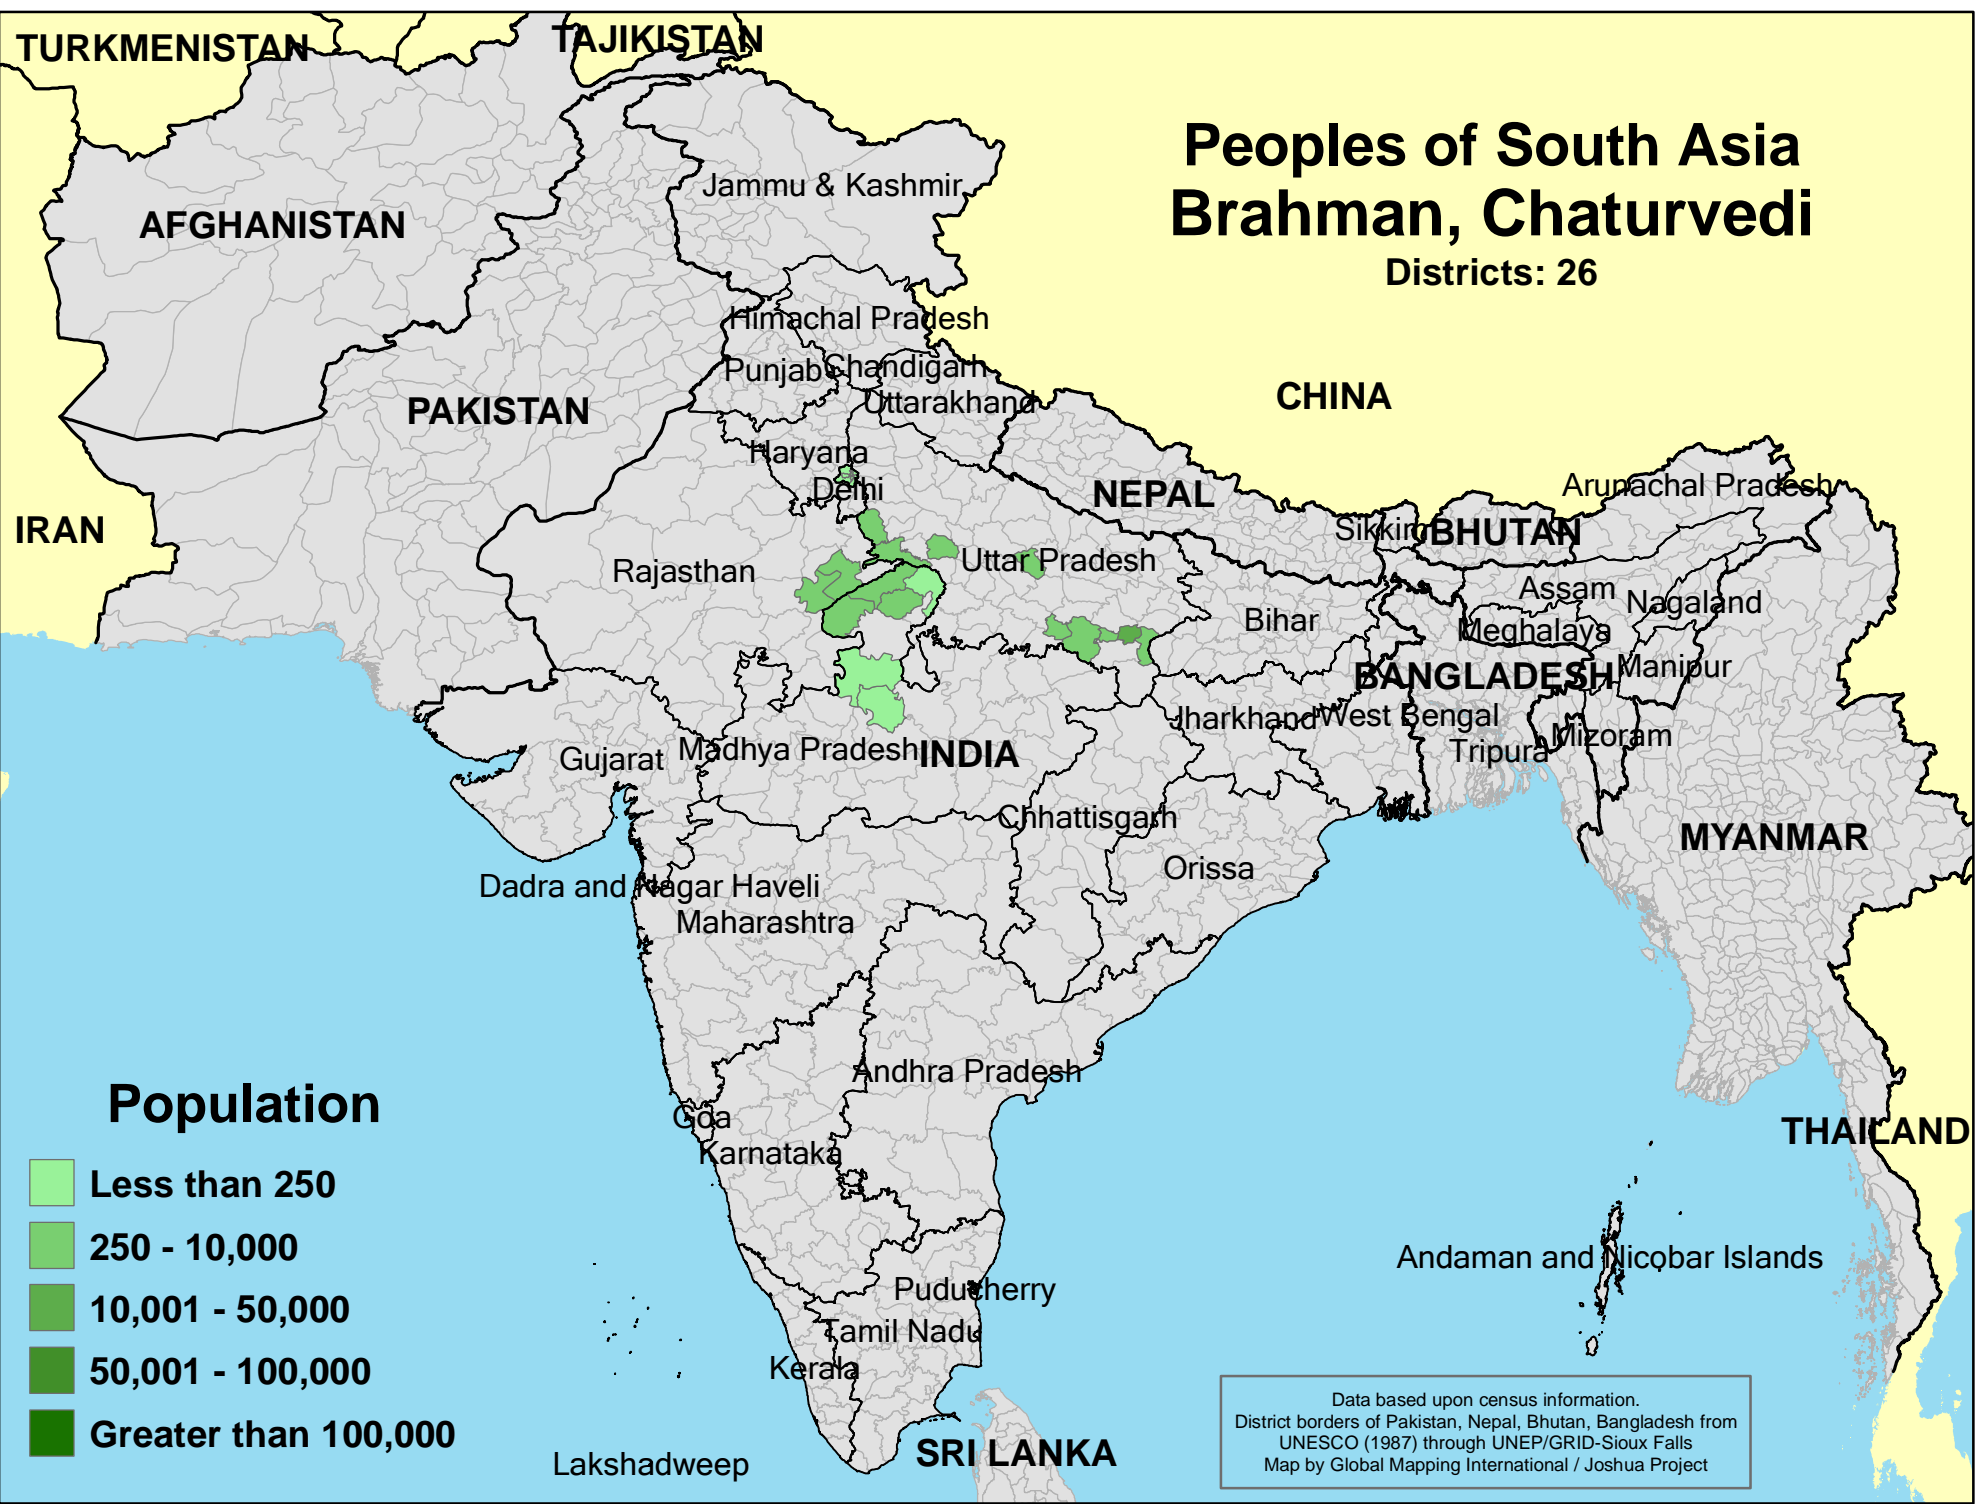 TURKMENISTAN
TAJIKISTAN
Peoples of South Asia
Brahman, Chaturvedi
Districts: 26
Jammu & Kashmir
AFGHANISTAN
Himachal Pradesh
Punjab
Chandigarh
CHINA
Uttarakhand
PAKISTAN
Haryana
Delhi
NEPAL
Arunachal Pradesh
IRAN
Sikkim
BHUTAN
Rajasthan
Uttar Pradesh
Assam
Nagaland
Bihar
Meghalaya
BANGLADESH
Manipur
Jharkhand
West Bengal
Tripura
Mizoram
Gujarat
Madhya Pradesh
INDIA
Chhattisgarh
MYANMAR
Orissa
Dadra and Nagar Haveli
Maharashtra
Andhra Pradesh
Goa
Karnataka
THAILAND
Andaman and Nicobar Islands
Puducherry
Tamil Nadu
Kerala
Lakshadweep
SRI LANKA
Population
Less than 250
250 - 10,000
10,001 - 50,000
50,001 - 100,000
Greater than 100,000
Data based upon census information.
District borders of Pakistan, Nepal, Bhutan, Bangladesh from
UNESCO (1987) through UNEP/GRID-Sioux Falls
Map by Global Mapping International / Joshua Project